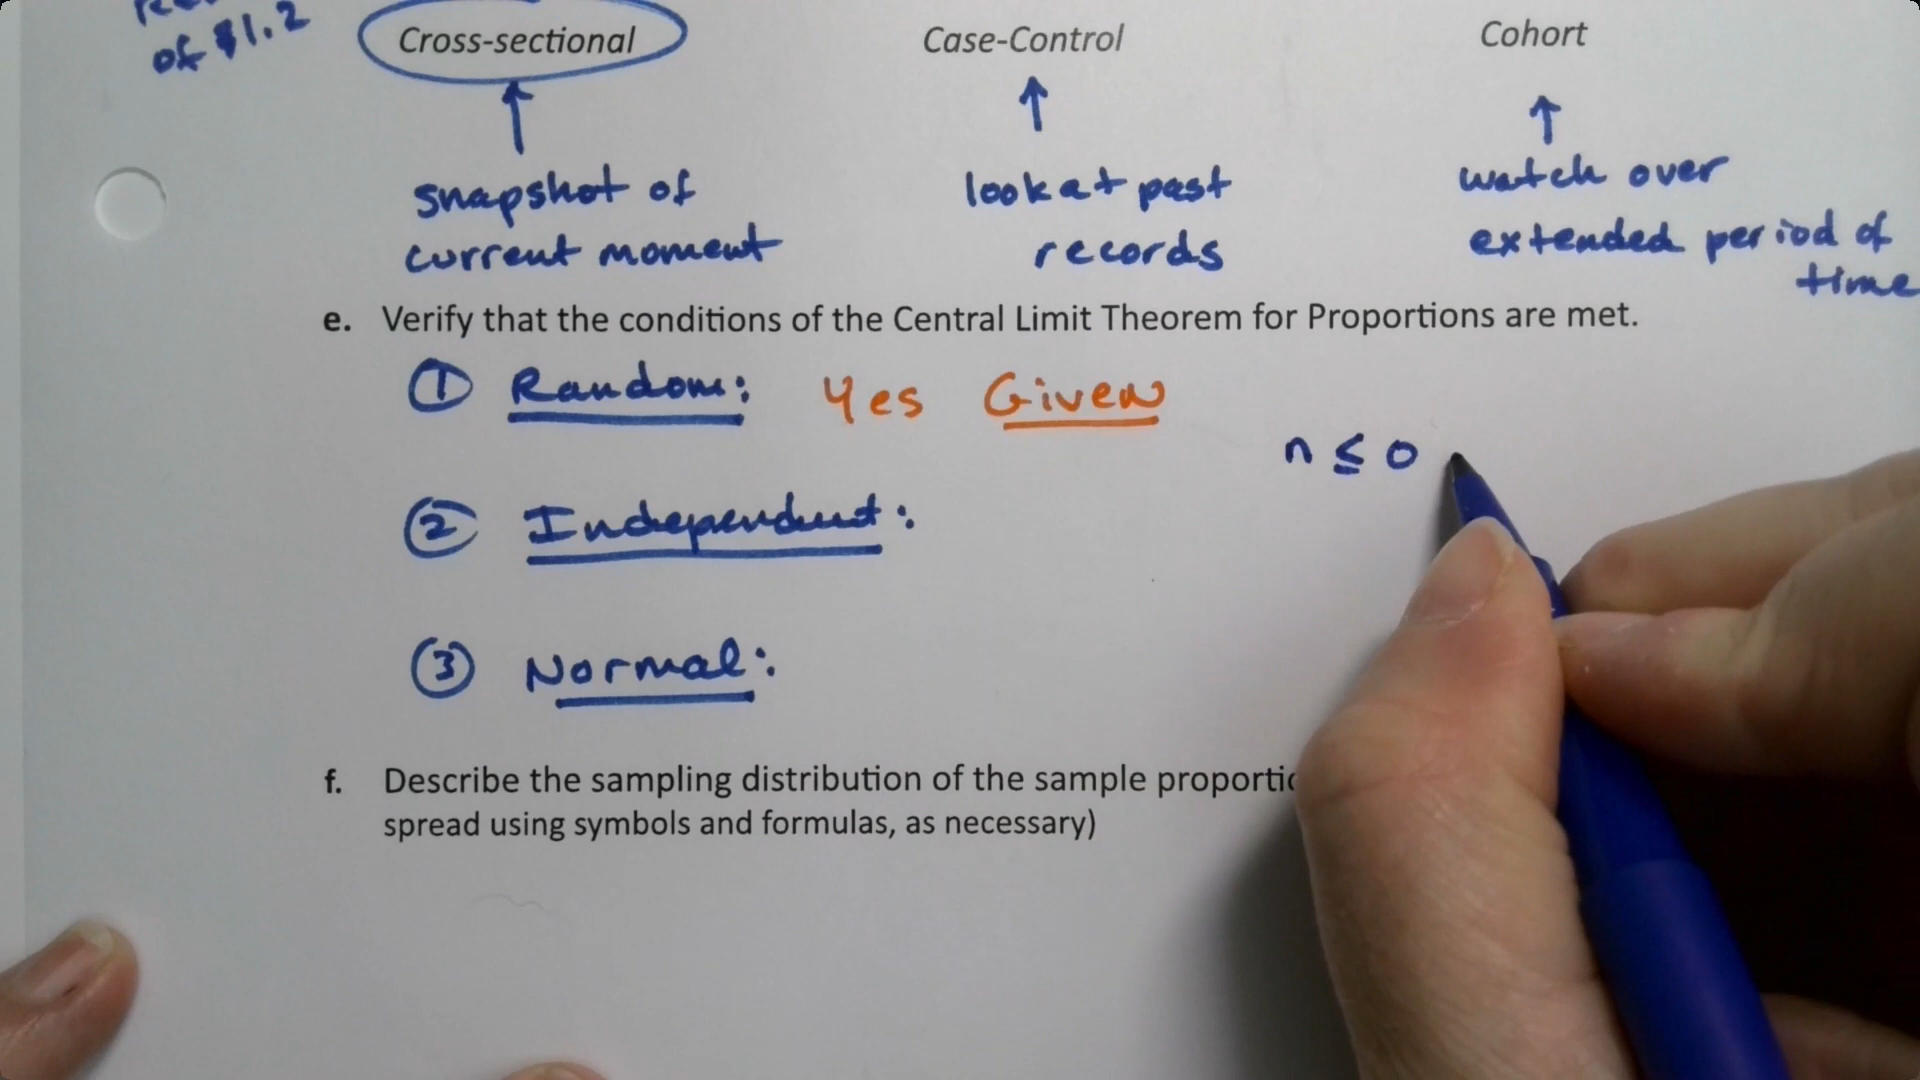 of $1.2
Cross-sectional
Case-Control
Cohort
snapshot of
current moment
look at past
records
watch over
extended period of
time
e. Verify that the conditions of the Central Limit Theorem for Proportions are met.
① Random: Yes Given
n ≤ 0
② Independent:
③ Normal:
f. Describe the sampling distribution of the sample
spread using symbols and formulas, as necessary)